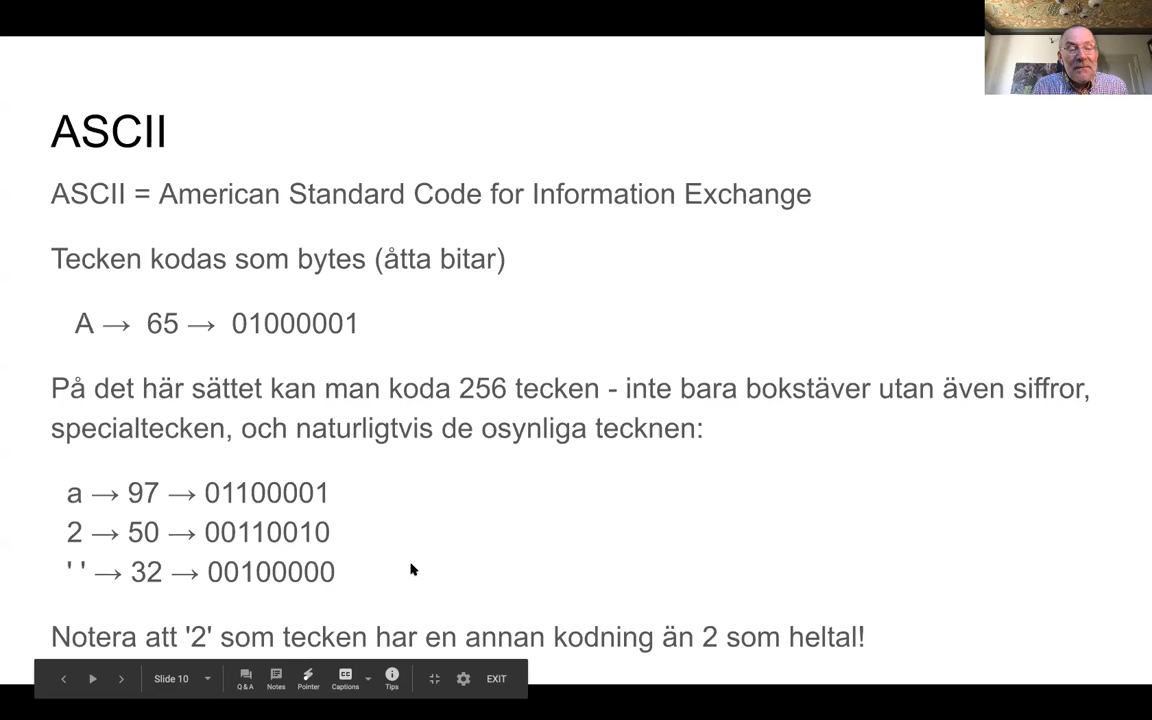 ASCII
ASCII = American Standard Code for Information Exchange
Tecken kodas som bytes (åtta bitar)
A → 65 → 01000001
På det här sättet kan man koda 256 tecken - inte bara bokstäver utan även siffror,
specialtecken, och naturligtvis de osynliga tecknen:
a → 97 → 01100001
2 → 50 → 00110010
' ' → 32 → 00100000
Notera att '2' som tecken har en annan kodning än 2 som heltal!
Slide 10
Q&A
Notes
Pointer
CC
Captions
Tips
EXIT